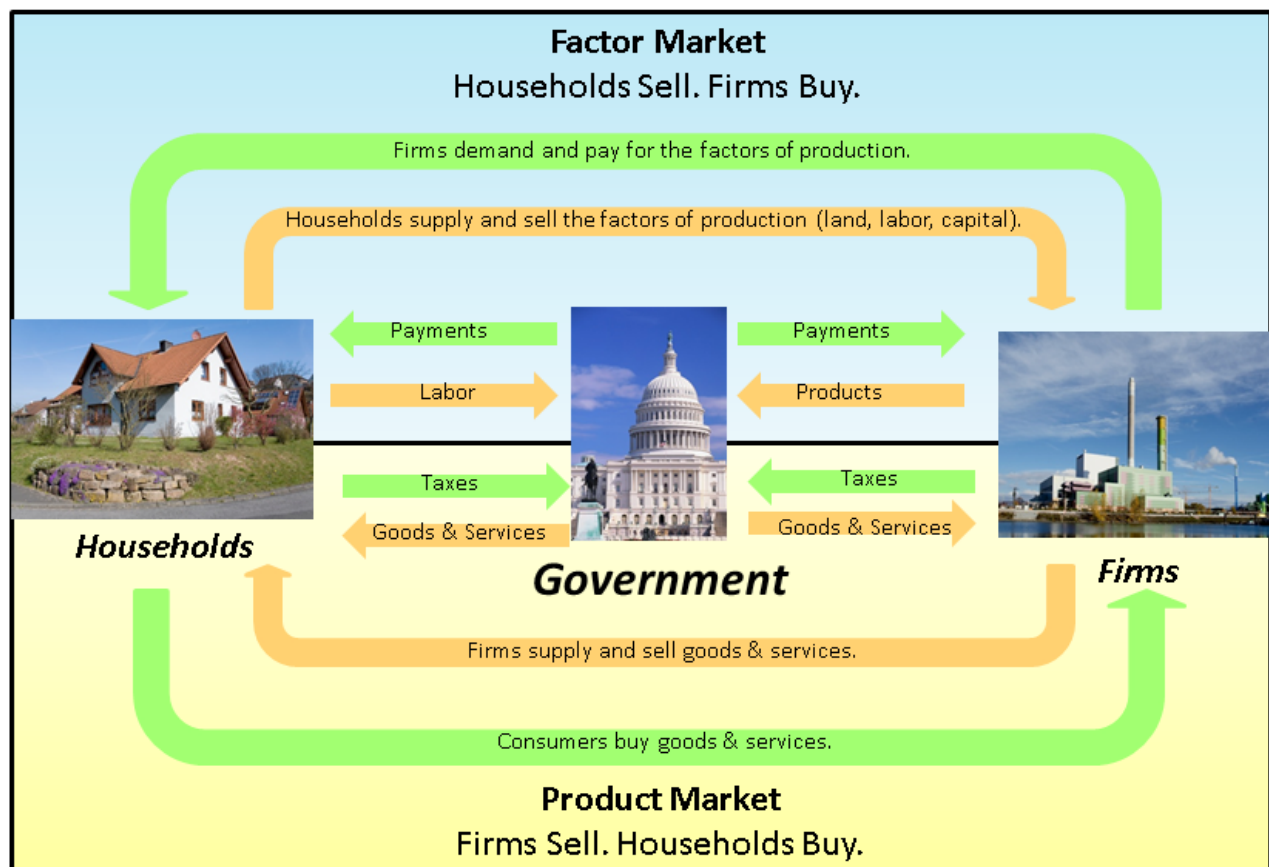 Factor Market
Households Sell. Firms Buy.
Firms demand and pay for the factors of production.
Households supply and sell the factors of production (land, labor, capital).
Payments
Payments
Labor
Products
Taxes
Taxes
Goods & Services
Goods & Services
Households
Government
Firms
Firms supply and sell goods & services.
Consumers buy goods & services.
Product Market
Firms Sell. Households Buy.